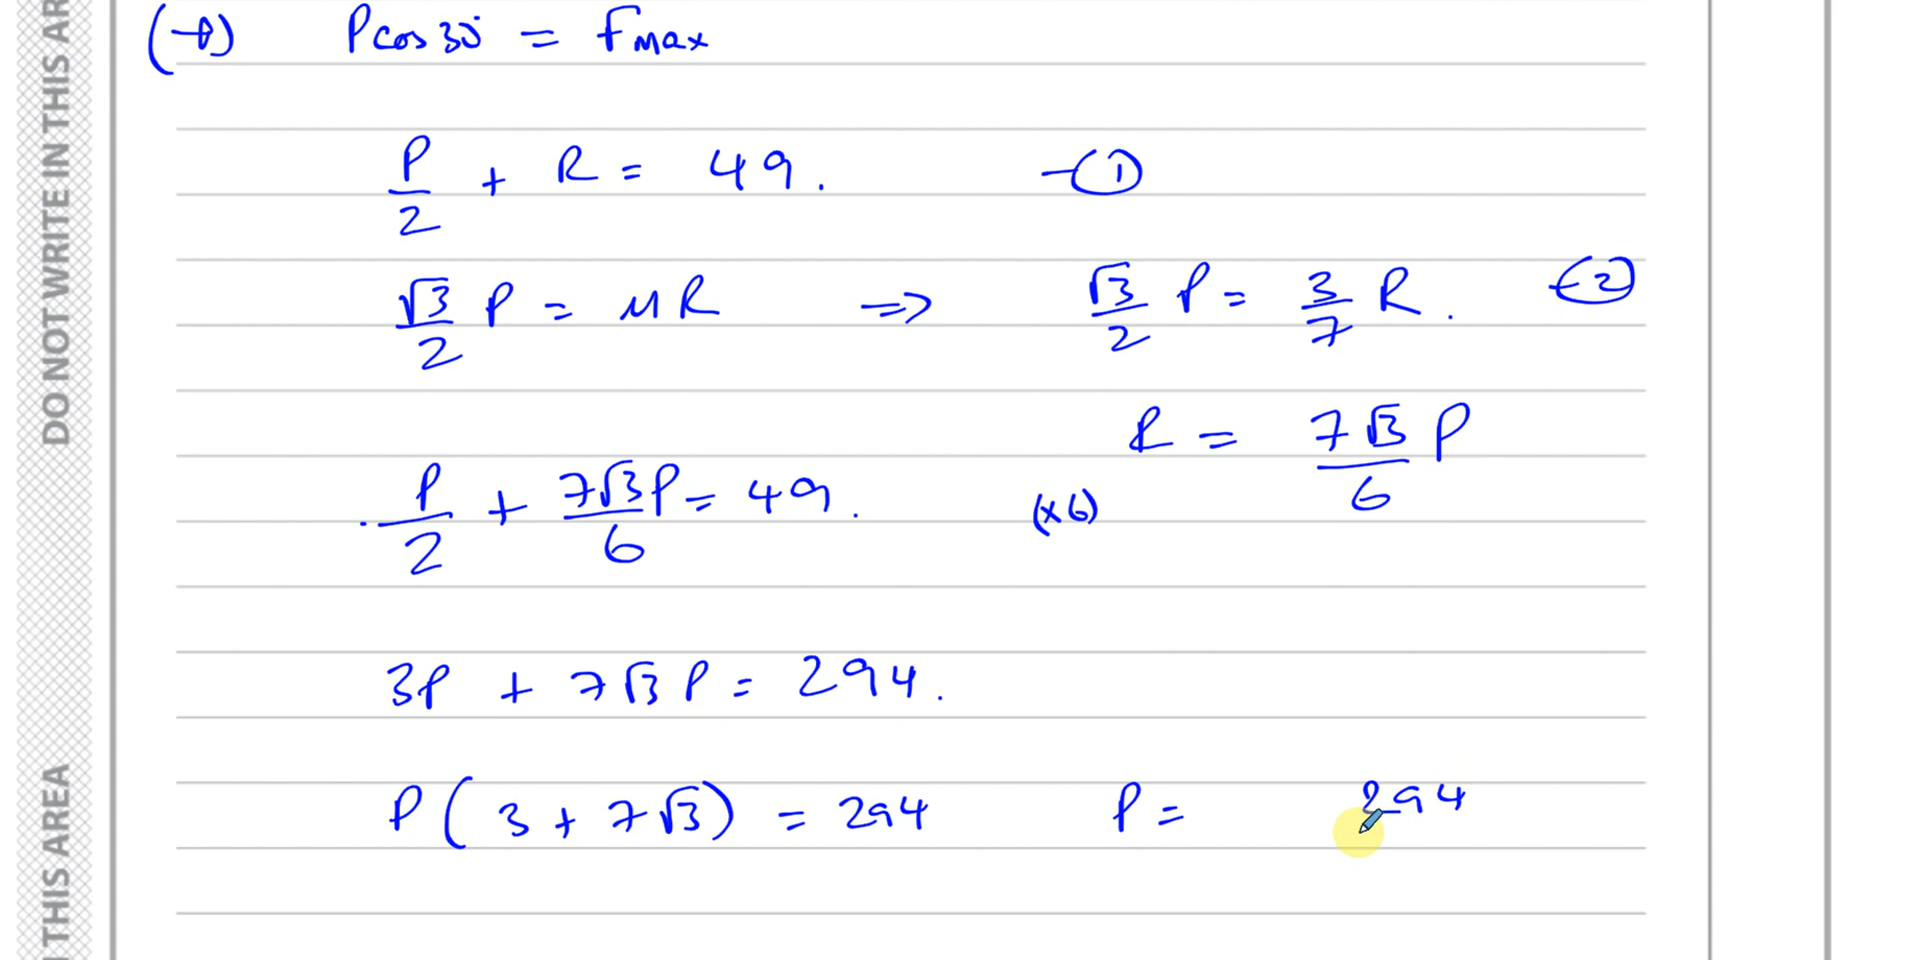 (→) Pcos30° = Fmax
P/2 + R = 49. -①
√3/2 P = μR => √3/2 P = 3/7 R. -②
R = 7√3/6 P
P/2 + 7√3P/6 = 49. (×6)
3P + 7√3 P = 294.
P(3 + 7√3) = 294 P = 294
DO NOT WRITE IN THIS AR
THIS AREA